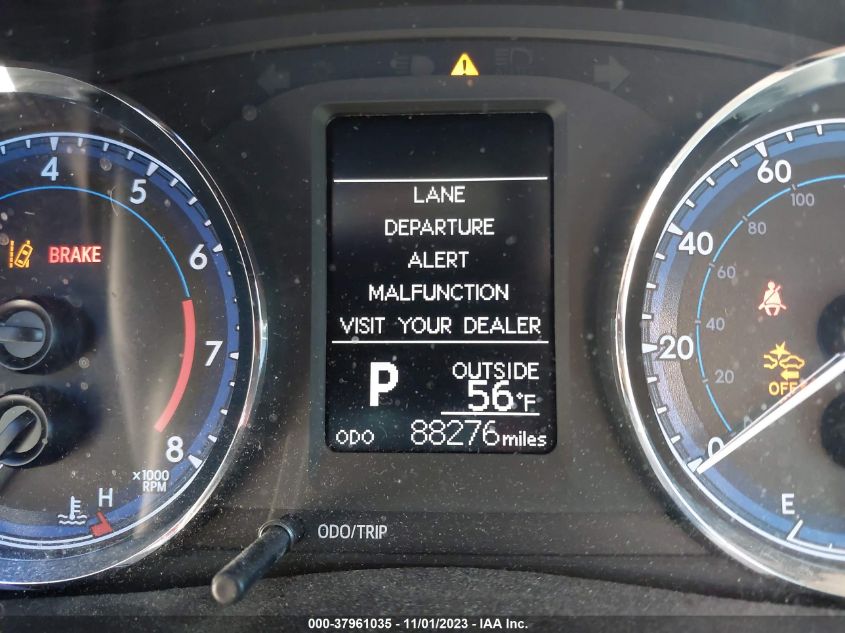 LANE
DEPARTURE
ALERT
MALFUNCTION
VISIT YOUR DEALER
P
OUTSIDE
56°F
ODO 88276 miles
4
5
6
7
8
BRAKE
x1000
RPM
H
ODO/TRIP
0
20
40
60
0
20
40
60
80
100
OFF
E
000-37961035 - 11/01/2023 - IAA Inc.